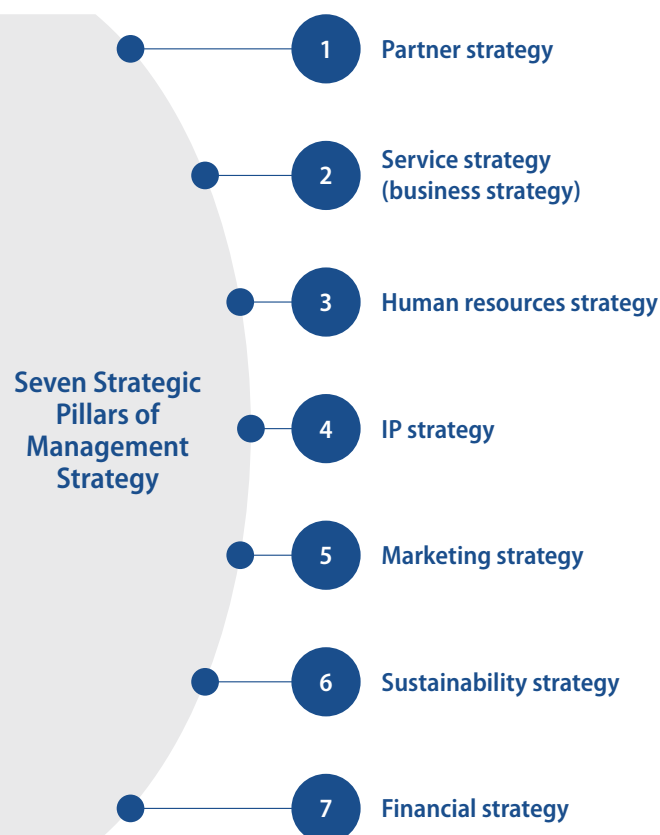 1 Partner strategy
2 Service strategy
(business strategy)
3 Human resources strategy
Seven Strategic
Pillars of
Management
Strategy
4 IP strategy
5 Marketing strategy
6 Sustainability strategy
7 Financial strategy